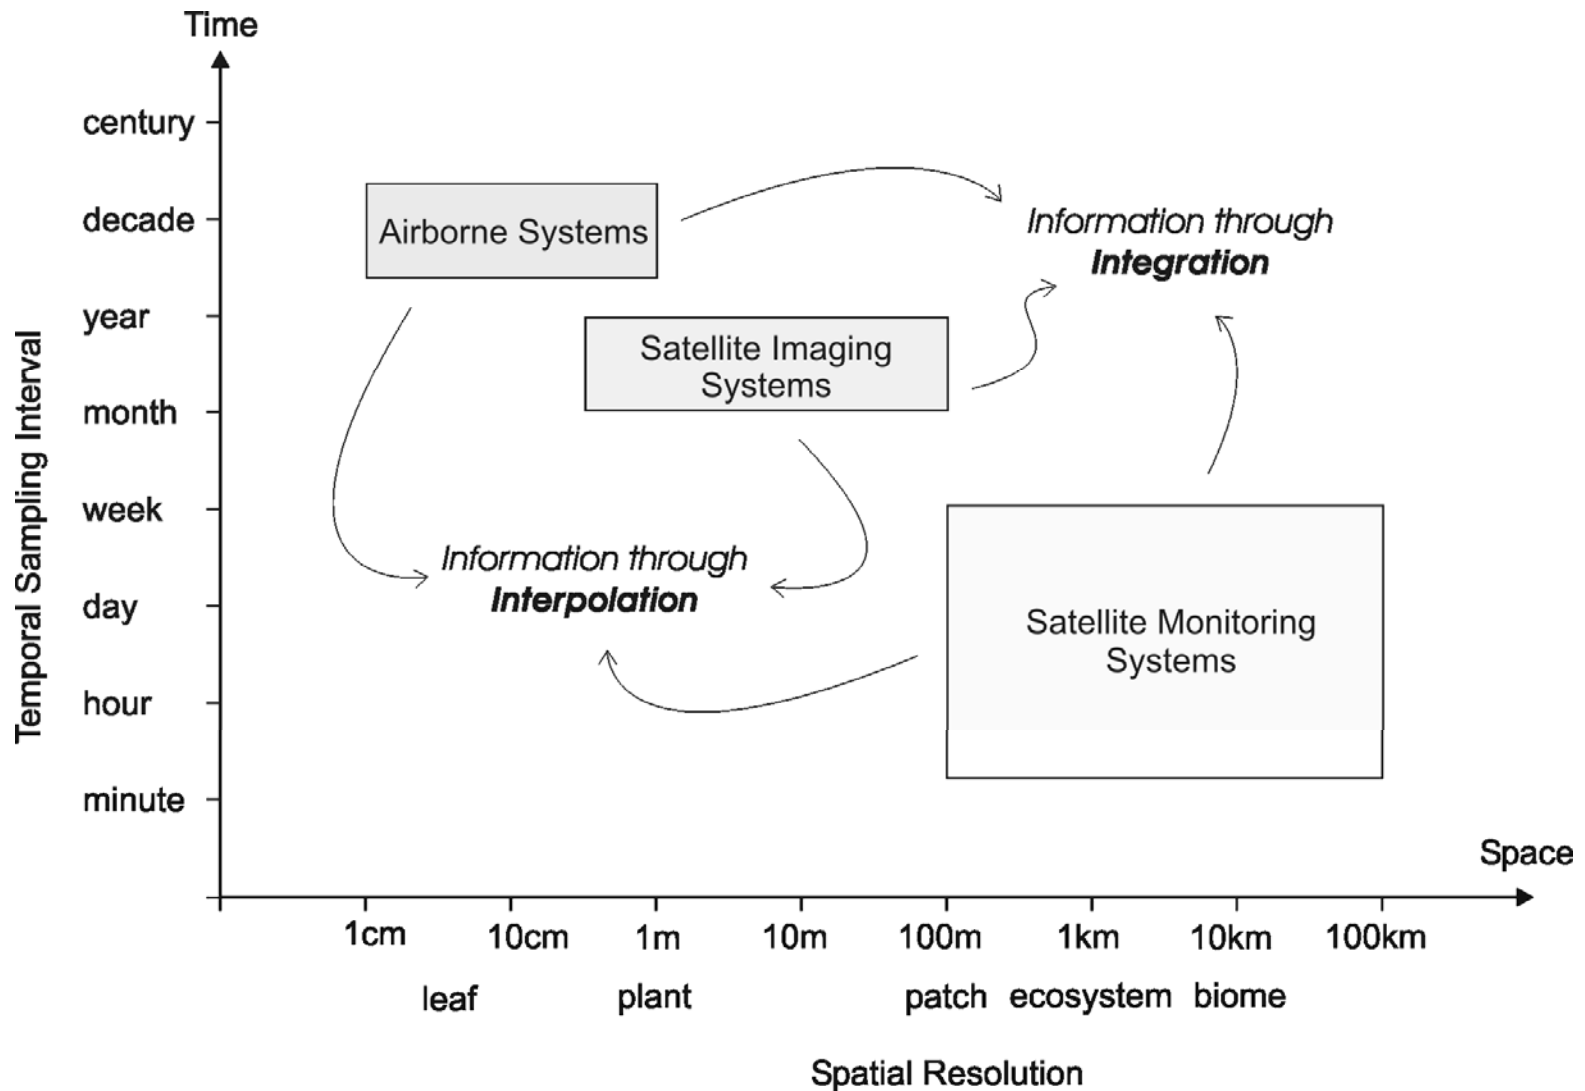 Time
century
decade
year
month
week
day
hour
minute
Temporal Sampling Interval
Airborne Systems
Information through
Integration
Satellite Imaging
Systems
Information through
Interpolation
Satellite Monitoring
Systems
Space
1cm 10cm 1m 10m 100m 1km 10km 100km
leaf plant patch ecosystem biome
Spatial Resolution